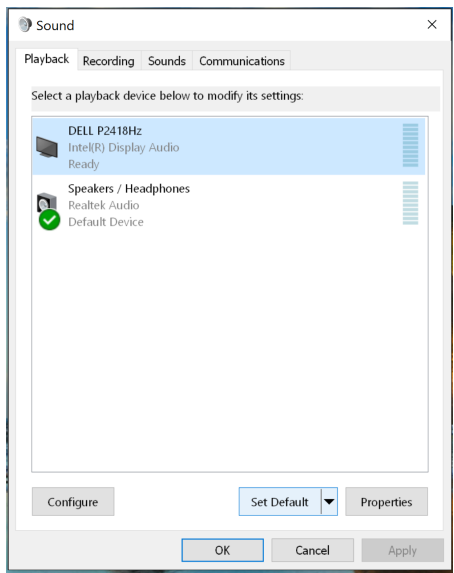 Sound
Playback Recording Sounds Communications
Select a playback device below to modify its settings:
DELL P2418Hz
Intel(R) Display Audio
Ready
Speakers / Headphones
Realtek Audio
Default Device
Configure Set Default Properties
OK Cancel Apply